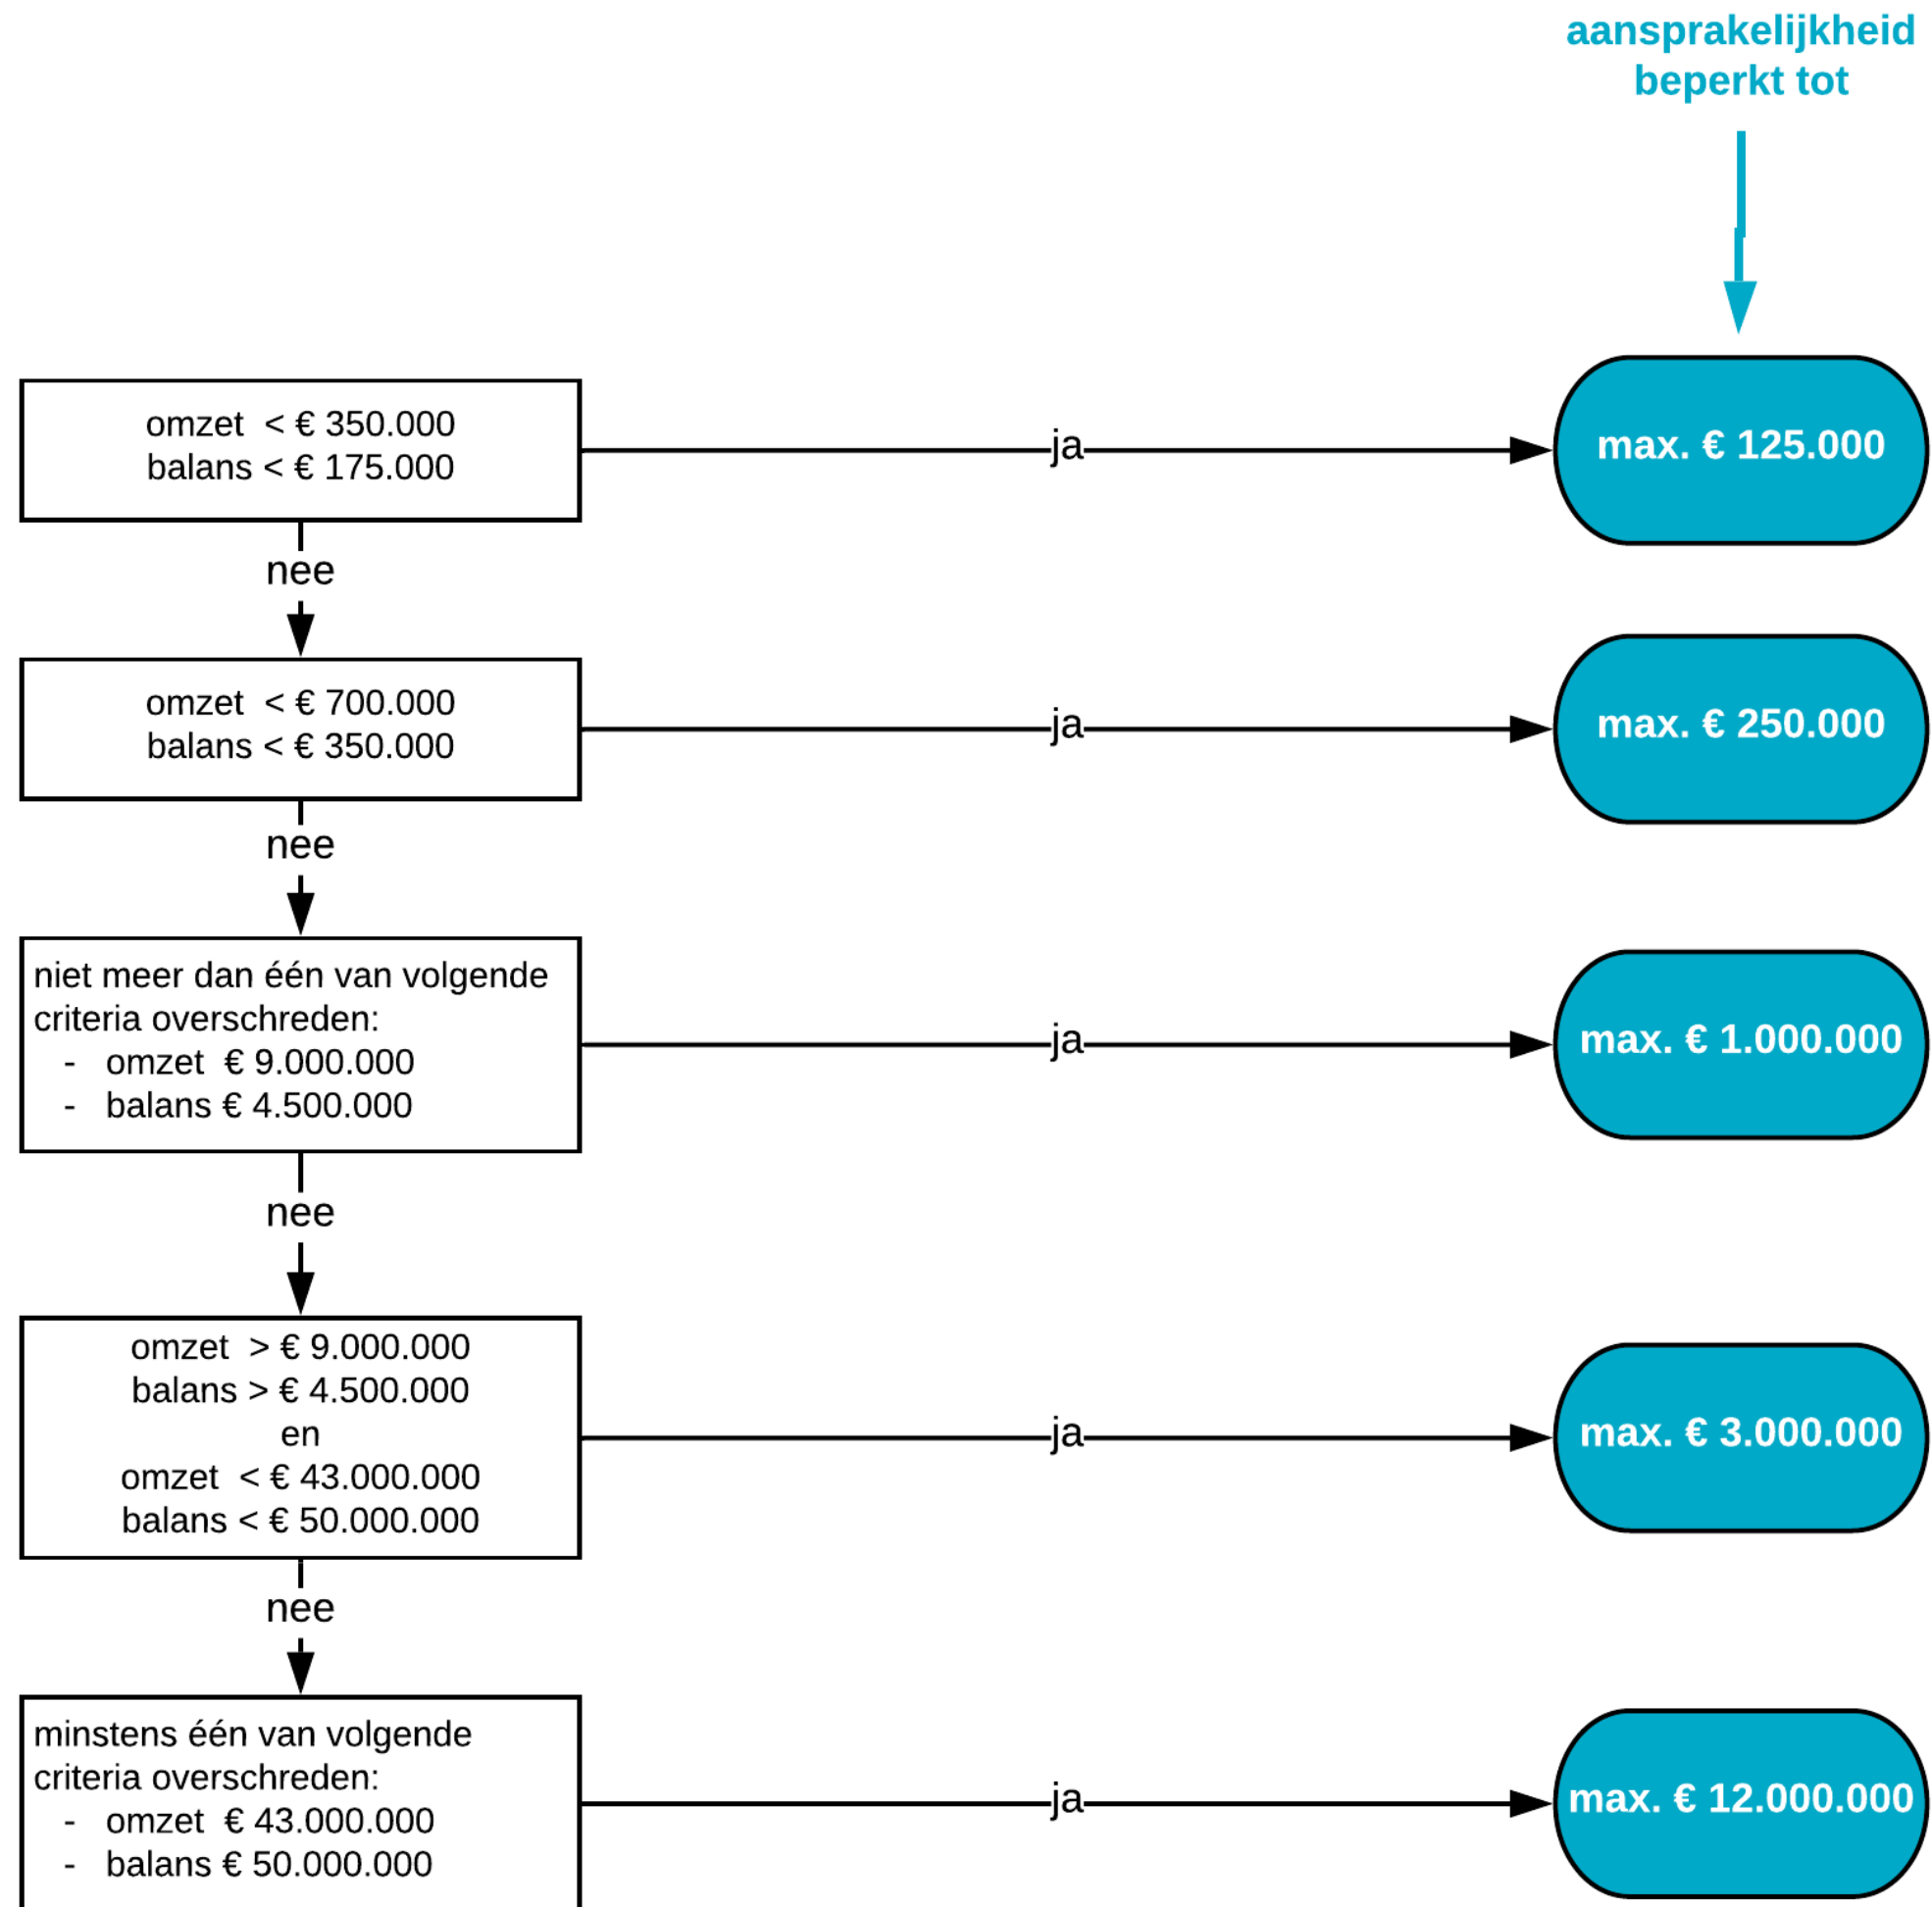 aansprakelijkheid
beperkt tot
omzet < € 350.000
balans < € 175.000
ja
max. € 125.000
nee
omzet < € 700.000
balans < € 350.000
ja
max. € 250.000
nee
niet meer dan één van volgende
criteria overschreden:
- omzet € 9.000.000
- balans € 4.500.000
ja
max. € 1.000.000
nee
omzet > € 9.000.000
balans > € 4.500.000
en
omzet < € 43.000.000
balans < € 50.000.000
ja
max. € 3.000.000
nee
minstens één van volgende
criteria overschreden:
- omzet € 43.000.000
- balans € 50.000.000
ja
max. € 12.000.000